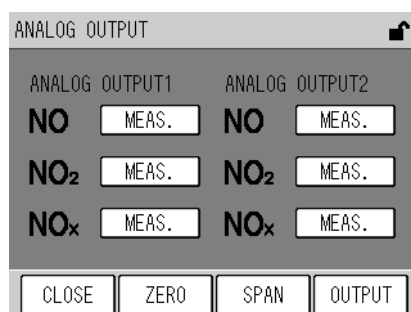 ANALOG OUTPUT
ANALOG OUTPUT1 ANALOG OUTPUT2
NO MEAS. NO MEAS.
NO₂ MEAS. NO₂ MEAS.
NOx MEAS. NOx MEAS.
CLOSE ZERO SPAN OUTPUT